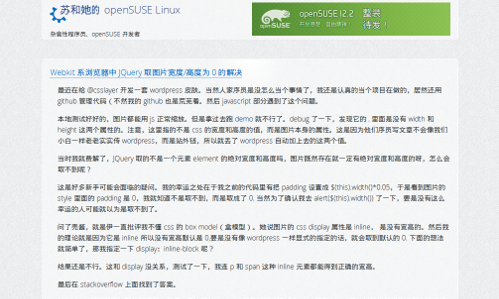 苏和她的 openSUSE Linux
杂食性程序员，openSUSE 开发者
openSUSE 12.2 整装
待发！
openSUSE
Webkit 系浏览器中 JQuery 取图片宽度/高度为 0 的解决
最近在给 @csslayer 开发一套 wordpress 皮肤。当然人家序员是没怎么当个事情了，我还是认真的当个项目在做的，居然还用
github 管理代码（不然我的 github 也是荒芜着。然后 javascript 部分遇到了这个问题。
本地测试好好的，图片都能用 js 正常缩放。但是拿过去跑 demo 就不行了。debug 了一下，发现它的 . 里面是没有 width 和
height 这两个属性的。注意，这里指的不是 css 的宽度和高度的值，而是图片本身的属性。这是因为他们序员写文章不会像我们
小白一样老老实实传 wordpress，而是站外链，所以就丢了 wordpress 自动加上去的这两个值。
当时我就费解了，JQuery 取的不是一个元素 element 的绝对宽度和高度吗，图片既然存在就一定有绝对宽度和高度的呀，怎么会
取不到呢？
这是好多新手可能会面临的疑问。我的幸运之处在于我之前的代码里有把 padding 设置成 $(this).width()*0.05，于是看到图片的
style 里面的 padding 是 0，我就知道不是取不到，而是取成了 0. 当然为了确认我去 alert($(this).width()) 了一下，要是没有这么
幸运的人可能就以为是取不到了。
问了亮酱，就是伊一直批评我不懂 css 的 box model（盒模型）。她说图片的 css display 属性是 inline， 是没有宽高的。然后我
的理论就是因为它是 inline 所以没有宽高默认是 0,要是没有像 wordpress 一样显式的指定的话，就会取到默认的 0. 下面的想法
就简单了，那我指定一下 display：inline-block 呢？
结果还是不行。这和 display 没关系，测试了一下，我连 p 和 span 这种 inline 元素都能得到正确的宽高。
最后在 stackoverflow 上面找到了答案。